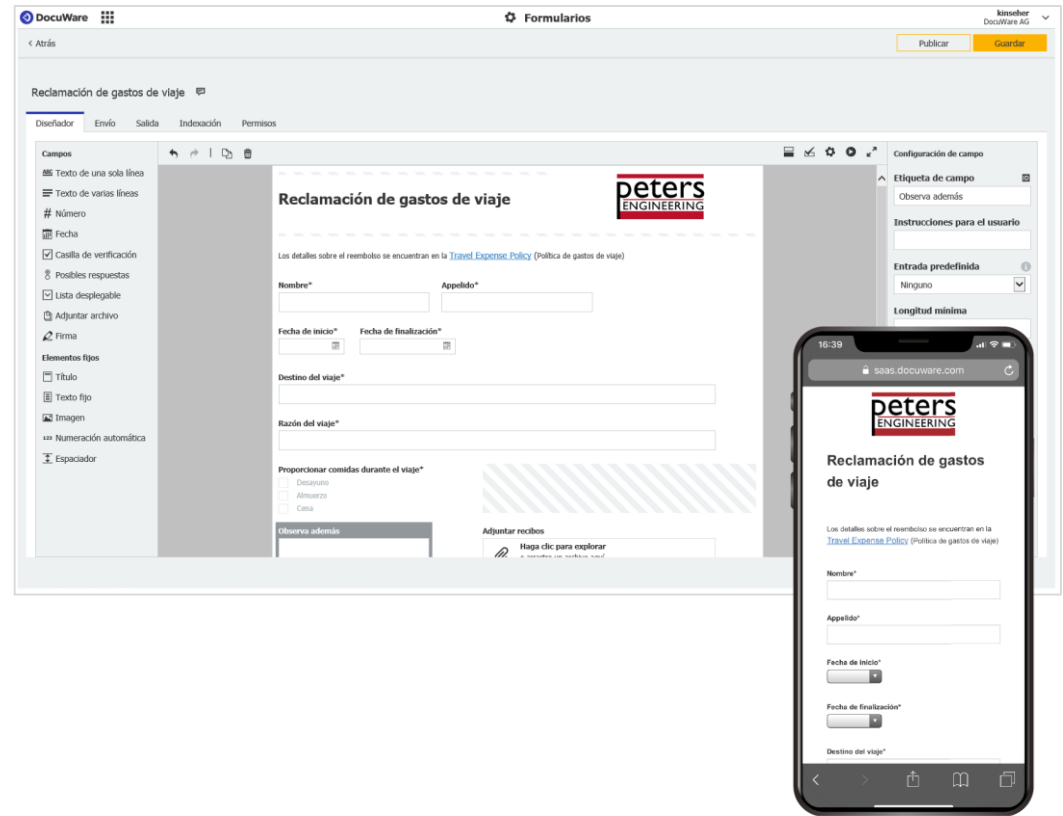 DocuWare
Formularios
kinseher
DocuWare AG
< Atrás
Publicar
Guardar
Reclamación de gastos de viaje
Diseñador Envío Salida Indexación Permisos
Campos
Texto de una sola línea
Texto de varias líneas
Número
Fecha
Casilla de verificación
Posibles respuestas
Lista desplegable
Adjuntar archivo
Firma
Elementos fijos
Título
Texto fijo
Imagen
123 Numeración automática
Espaciador
Reclamación de gastos de viaje
peters
ENGINEERING
Los detalles sobre el reembolso se encuentran en la Travel Expense Policy (Política de gastos de viaje)
Nombre* Appelido*
Fecha de inicio* Fecha de finalización*
Destino del viaje*
Razón del viaje*
Proporcionar comidas durante el viaje*
Desayuno
Almuerzo
Cena
Observa además
Adjuntar recibos
Haga clic para explorar
o arrastre un archivo aquí
Configuración de campo
Etiqueta de campo
Observa además
Instrucciones para el usuario
Entrada predefinida
Ninguno
Longitud mínima
16:39
saas.docuware.com
peters
ENGINEERING
Reclamación de gastos
de viaje
Los detalles sobre el reembolso se encuentran en la
Travel Expense Policy (Política de gastos de viaje)
Nombre*
Appelido*
Fecha de inicio*
Fecha de finalización*
Destino del viaje*